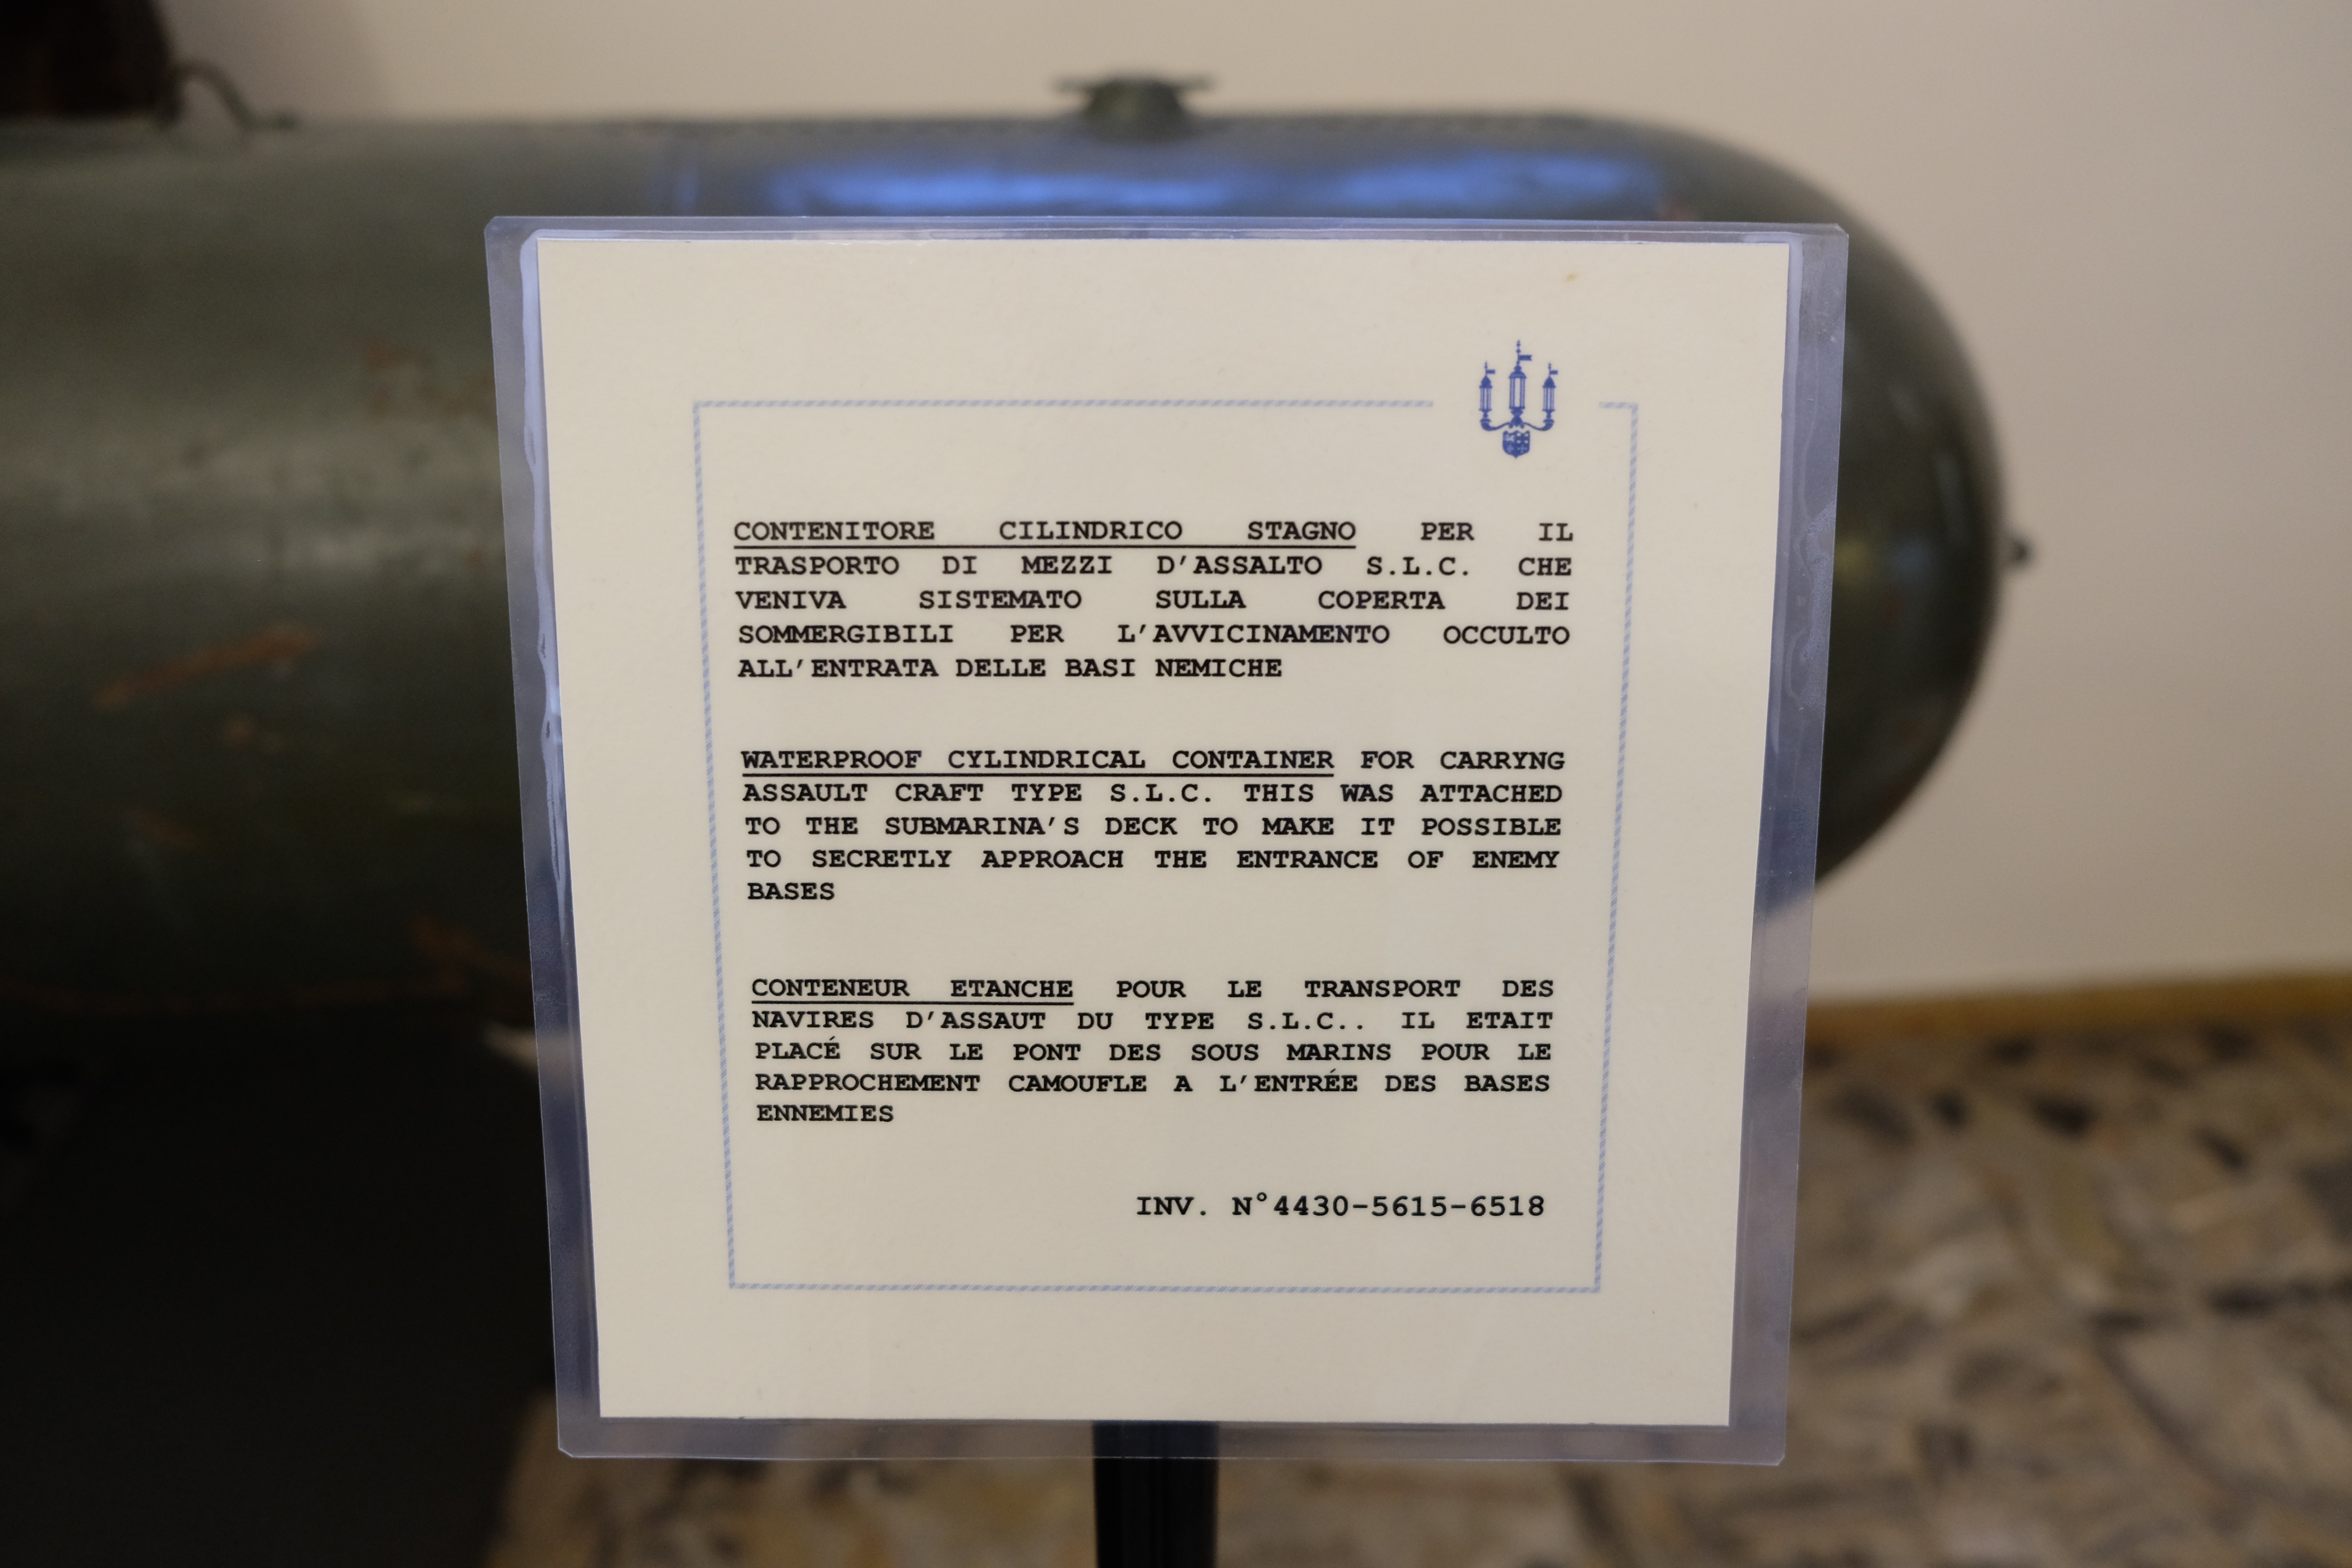 CONTENITORE CILINDRICO STAGNO PER IL
TRASPORTO DI MEZZI D'ASSALTO S.L.C. CHE
VENIVA SISTEMATO SULLA COPERTA DEI
SOMMERGIBILI PER L'AVVICINAMENTO OCCULTO
ALL'ENTRATA DELLE BASI NEMICHE
WATERPROOF CYLINDRICAL CONTAINER FOR CARRYNG
ASSAULT CRAFT TYPE S.L.C. THIS WAS ATTACHED
TO THE SUBMARINA'S DECK TO MAKE IT POSSIBLE
TO SECRETLY APPROACH THE ENTRANCE OF ENEMY
BASES
CONTENEUR ETANCHE POUR LE TRANSPORT DES
NAVIRES D'ASSAUT DU TYPE S.L.C.. IL ETAIT
PLACÉ SUR LE PONT DES SOUS MARINS POUR LE
RAPPROCHEMENT CAMOUFLE A L'ENTRÉE DES BASES
ENNEMIES
INV. N°4430-5615-6518